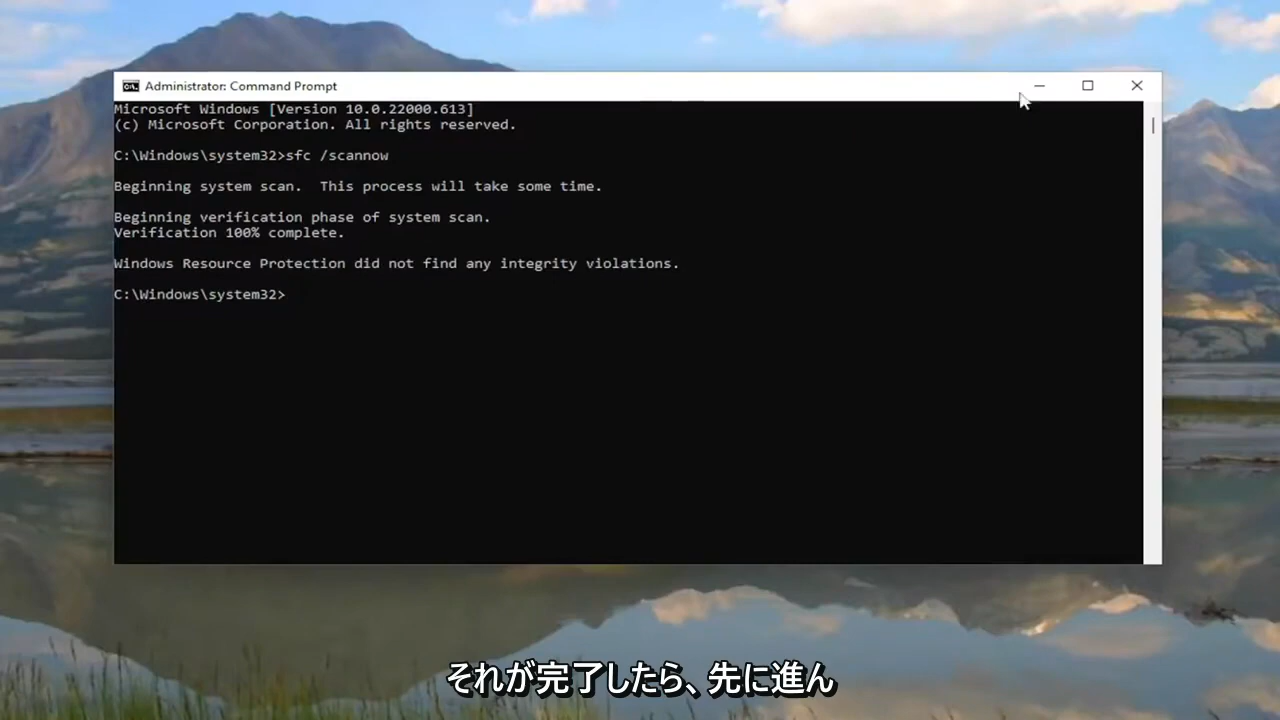 Administrator: Command Prompt
Microsoft Windows [Version 10.0.22000.613]
(c) Microsoft Corporation. All rights reserved.
C:\Windows\system32>sfc /scannow
Beginning system scan.  This process will take some time.
Beginning verification phase of system scan.
Verification 100% complete.
Windows Resource Protection did not find any integrity violations.
C:\Windows\system32>
それが完了したら、先に進ん